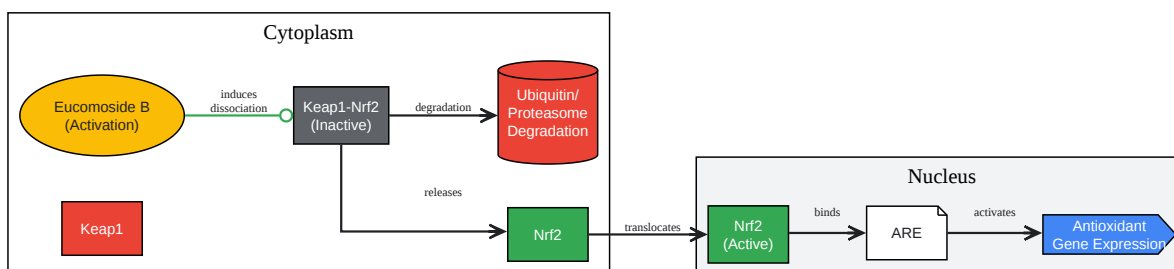 Cytoplasm
Eucomoside B
(Activation)
induces
dissociation
Keap1-Nrf2
(Inactive)
degradation
Ubiquitin/
Proteasome
Degradation
releases
Keap1
Nrf2
translocates
Nucleus
Nrf2
(Active)
binds
ARE
activates
Antioxidant
Gene Expression